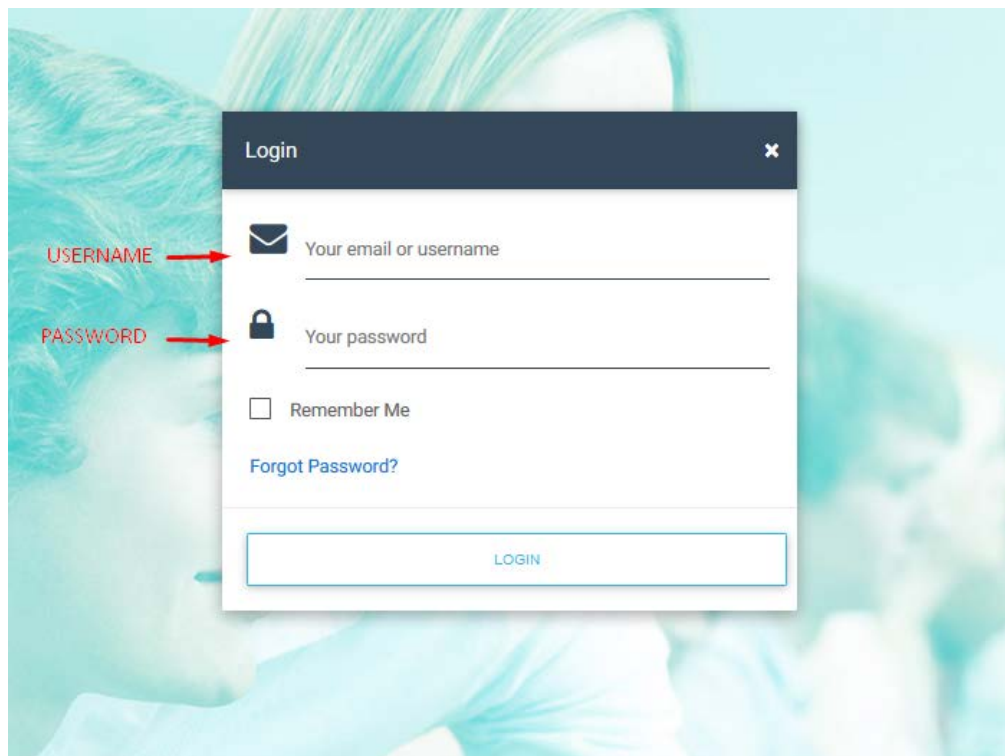 Login
USERNAME
Your email or username
PASSWORD
Your password
Remember Me
Forgot Password?
LOGIN